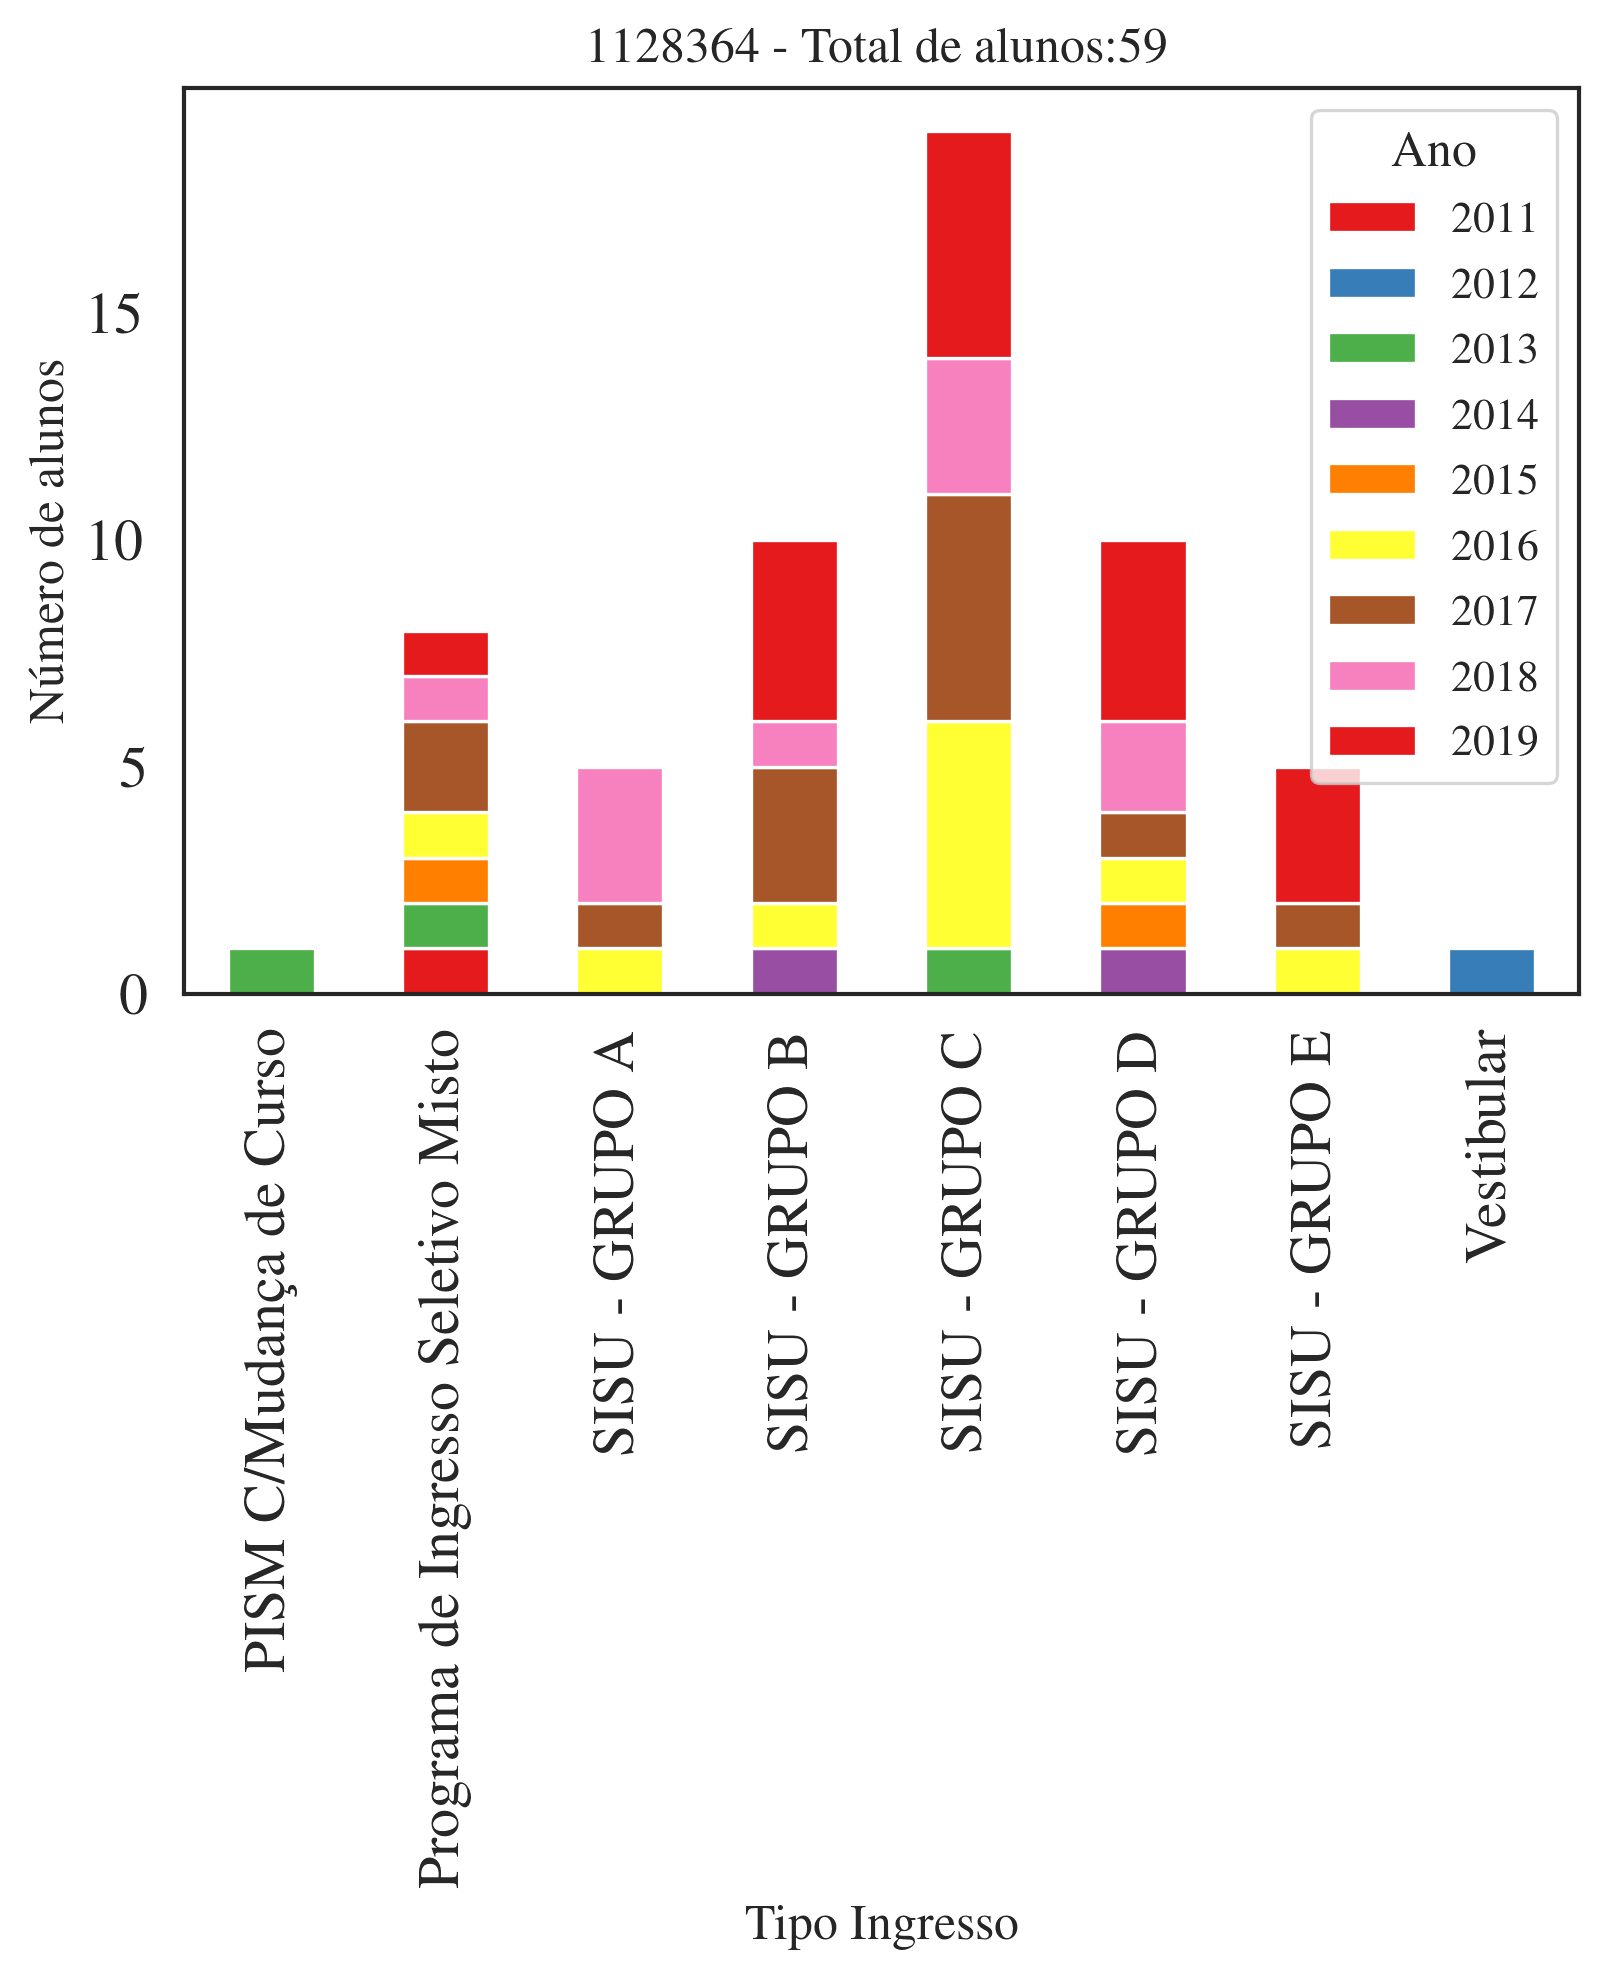 1128364 - Total de alunos:59
Número de alunos
15
10
5
0
Ano
2011
2012
2013
2014
2015
2016
2017
2018
2019
PISM C/Mudança de Curso
Programa de Ingresso Seletivo Misto
SISU - GRUPO A
SISU - GRUPO B
SISU - GRUPO C
SISU - GRUPO D
SISU - GRUPO E
Vestibular
Tipo Ingresso